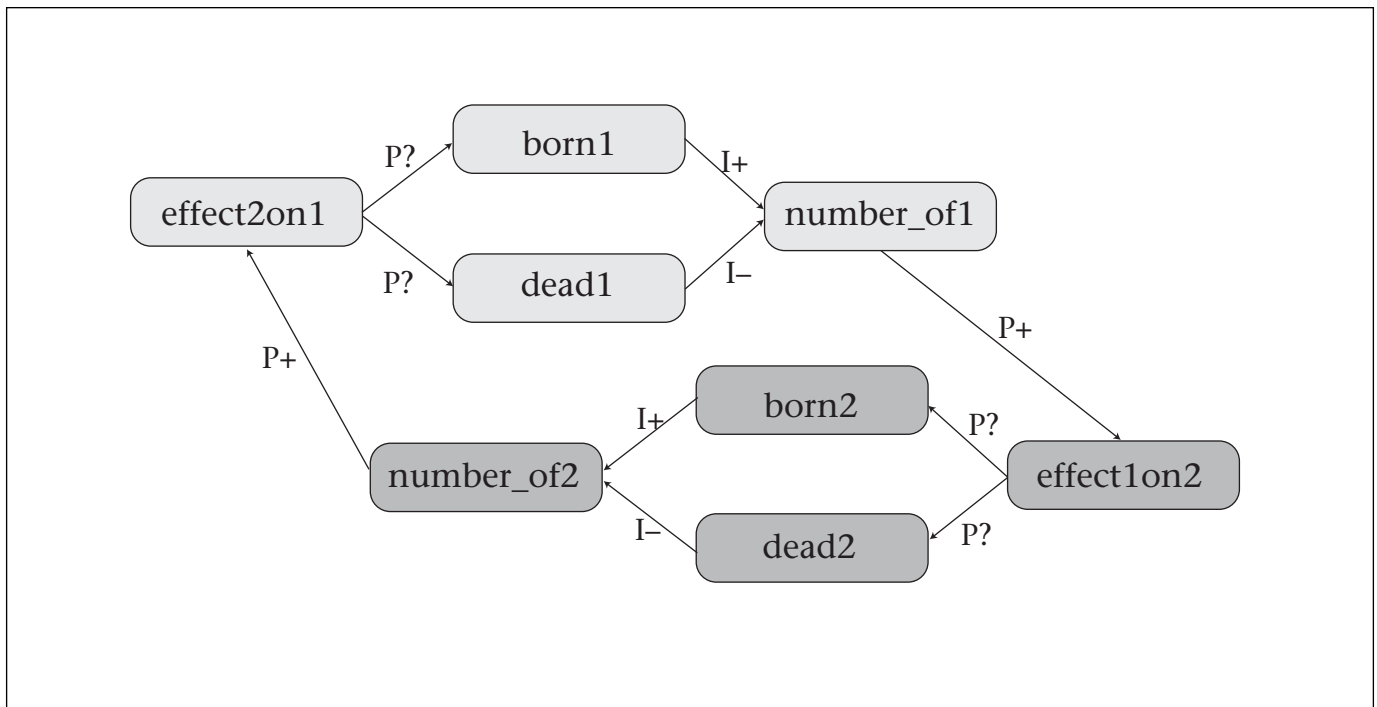 born1
P?
I+
effect2on1
number_of1
P?
dead1
I–
P+
P+
born2
I+
P?
number_of2
effect1on2
I–
dead2
P?